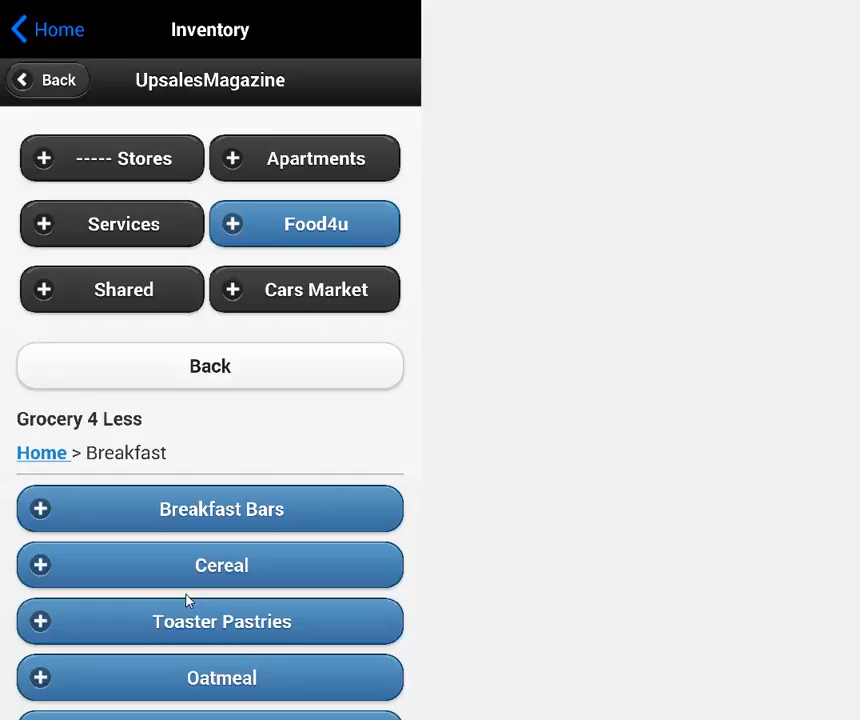 Home Inventory
Back UpsalesMagazine
----- Stores Apartments
Services Food4u
Shared Cars Market
Back
Grocery 4 Less
Home > Breakfast
Breakfast Bars
Cereal
Toaster Pastries
Oatmeal